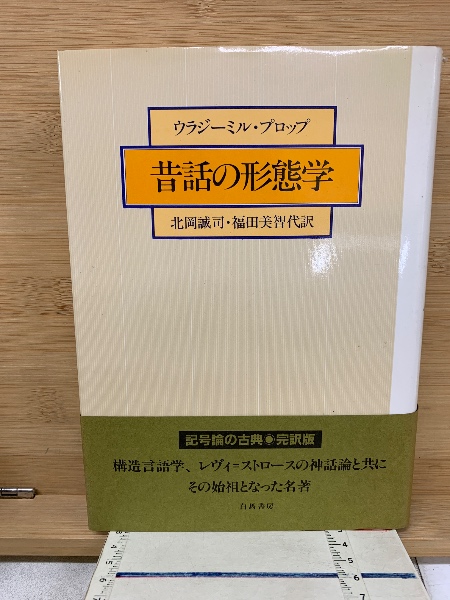 ウラジーミル・プロップ
昔話の形態学
北岡誠司・福田美智代訳
記号論の古典◉完訳版
構造言語学、レヴィ=ストロースの神話論と共に
その始祖となった名著
白馬書房